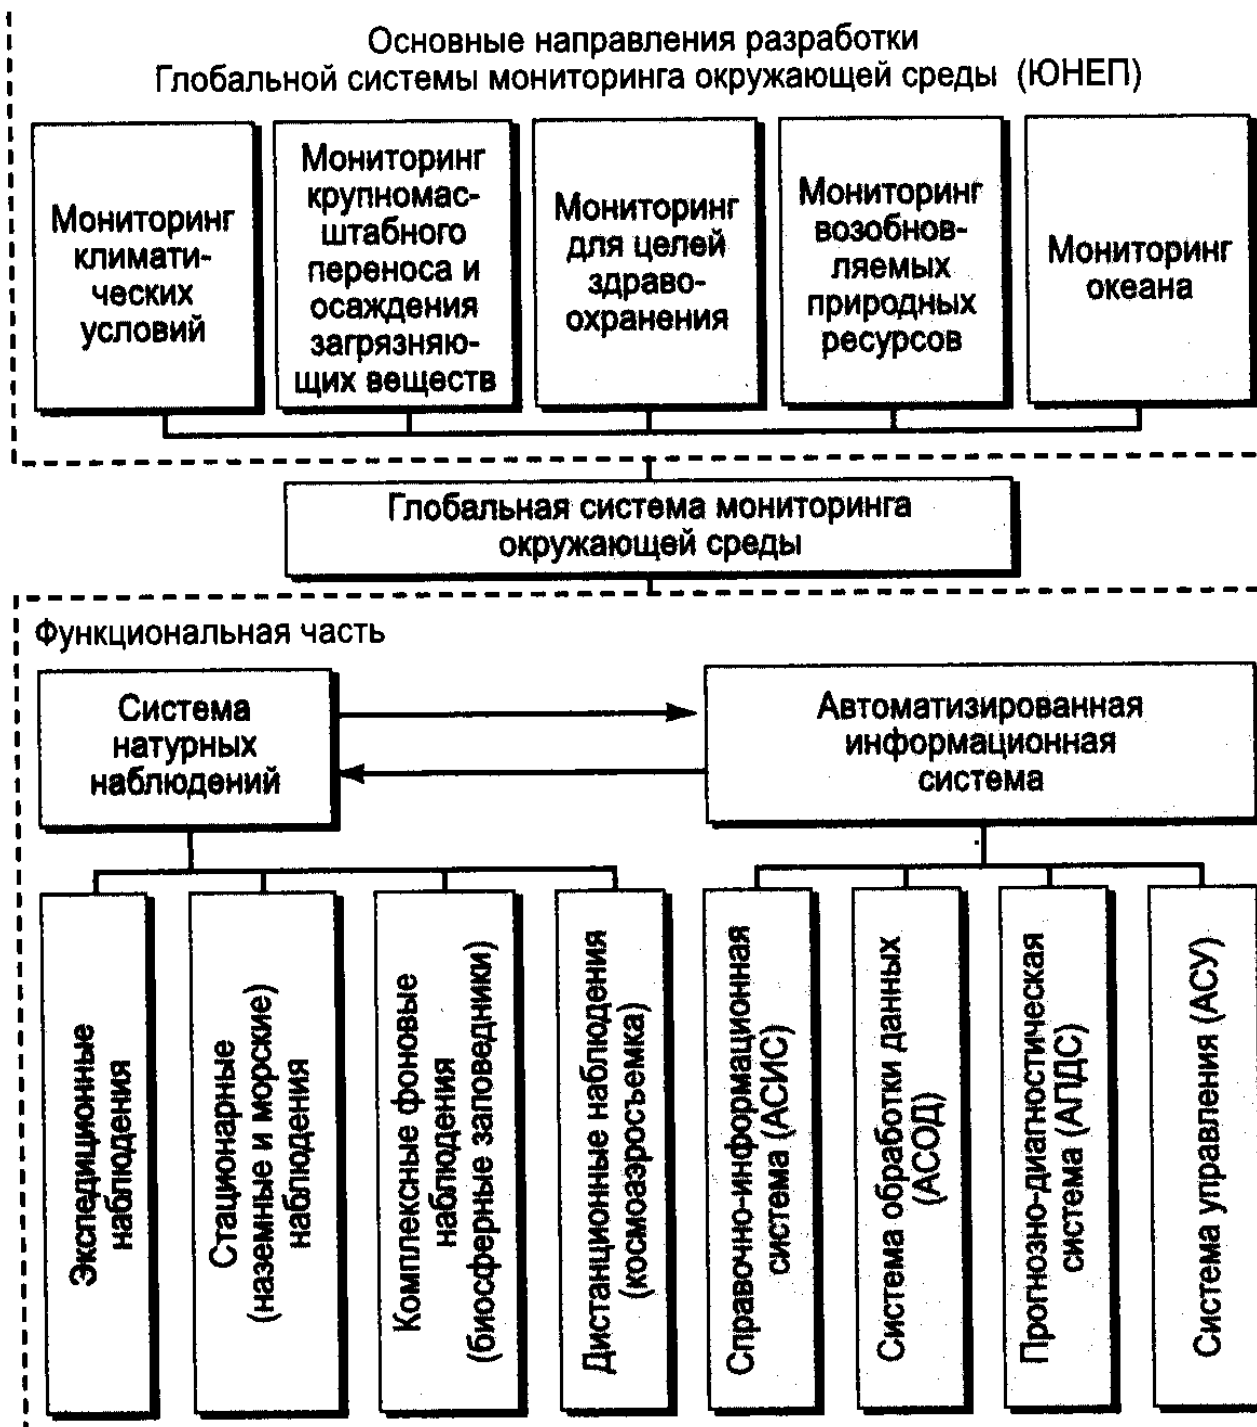 Основные направления разработки
Глобальной системы мониторинга окружающей среды (ЮНЕП)
Мониторинг
климати-
ческих
условий
Мониторинг
крупномас-
штабного
переноса и
осаждения
загрязняю-
щих веществ
Мониторинг
для целей
здраво-
охранения
Мониторинг
возобнов-
ляемых
природных
ресурсов
Мониторинг
океана
Глобальная система мониторинга
окружающей среды
Функциональная часть
Система
натурных
наблюдений
Автоматизированная
информационная
система
Экспедиционные
наблюдения
Стационарные
(наземные и морские)
наблюдения
Комплексные фоновые
наблюдения
(биосферные заповедники)
Дистанционные наблюдения
(космоаэросъемка)
Справочно-информационная
система (АСИС)
Система обработки данных
(АСОД)
Прогнозно-диагностическая
система (АПДС)
Система управления (АСУ)